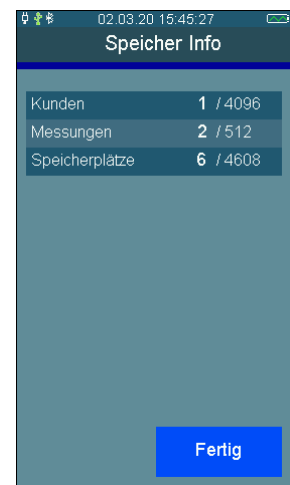 02.03.20 15:45:27
Speicher Info
Kunden 1 / 4096
Messungen 2 / 512
Speicherplätze 6 / 4608
Fertig